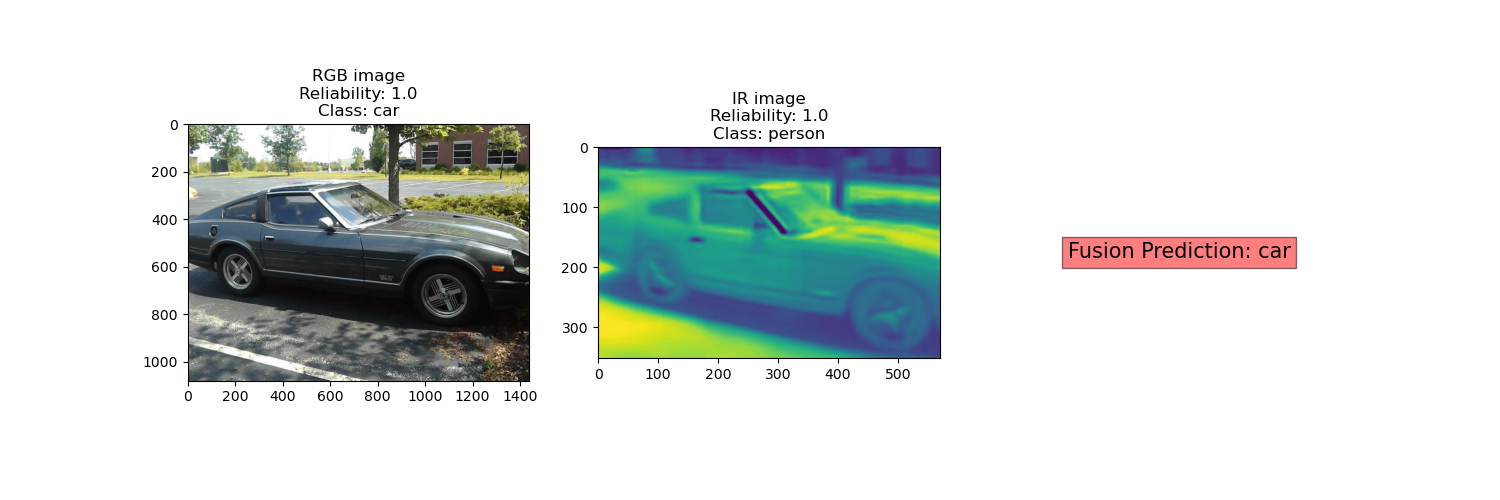 RGB image
Reliability: 1.0
Class: car
0
200
400
600
800
1000
0 200 400 600 800 1000 1200 1400
IR image
Reliability: 1.0
Class: person
0
100
200
300
0 100 200 300 400 500
Fusion Prediction: car